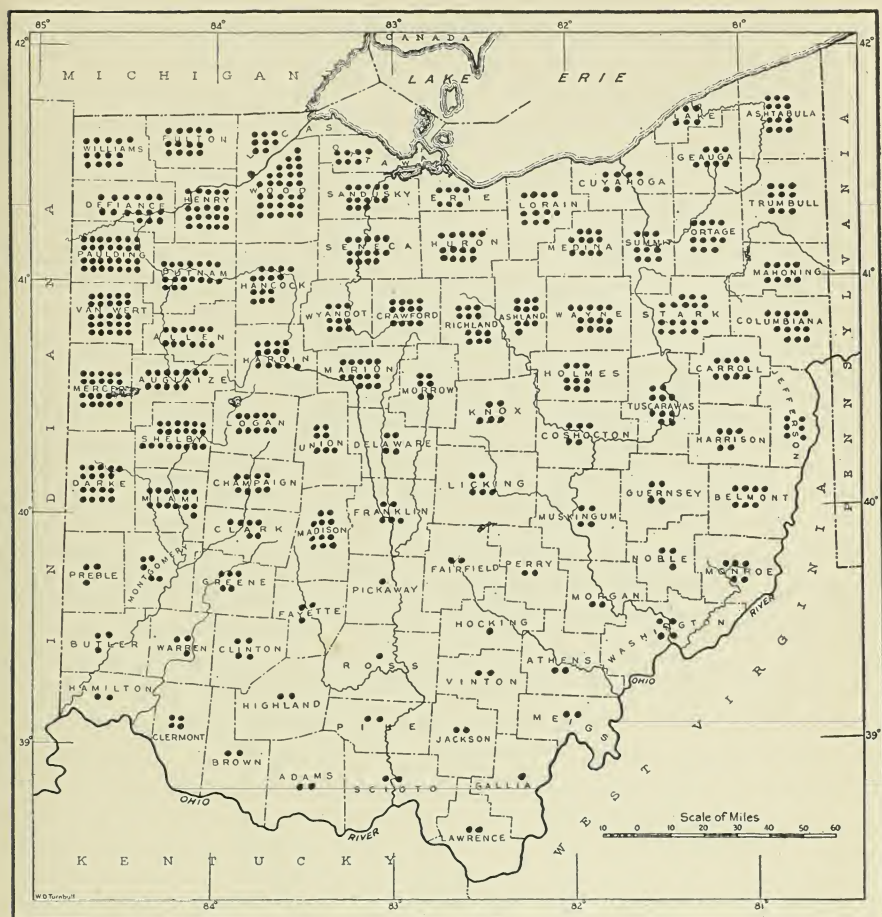 85° 84° 83° 82° 81°
CANADA
42° 42°
MICHIGAN LAKE ERIE
WILLIAMS FULTON LUCAS OTTAWA LAKE ASHTABULA
GEAUGA
CUYAHOGA
DEFIANCE HENRY WOOD SANDUSKY ERIE LORAIN TRUMBULL
PAULDING SENECA HURON MEDINA SUMMIT PORTAGE
41° PUTNAM HANCOCK MAHONING 41°
VAN WERT WYANDOT CRAWFORD RICHLAND ASHLAND WAYNE STARK COLUMBIANA
ALLEN HARDIN
MERCER AUGLAIZE MARION MORROW HOLMES CARROLL JEFFERSON
TUSCARAWAS
SHELBY LOGAN UNION DELAWARE KNOX COSHOCTON HARRISON
DARKE MIAMI CHAMPAIGN LICKING GUERNSEY BELMONT
40° FRANKLIN MUSKINGUM 40°
CLARK MADISON
PREBLE MONTGOMERY GREENE PICKAWAY FAIRFIELD PERRY NOBLE MONROE
FAYETTE MORGAN
HOCKING WASHINGTON RIVER
BUTLER WARREN CLINTON ROSS ATHENS
OHIO
HAMILTON HIGHLAND VINTON
PIKE MEIGS
CLERMONT JACKSON
39° 39°
BROWN
ADAMS SCIOTO GALLIA
OHIO RIVER
LAWRENCE
INDIANA
PENNSYLVANIA
WEST VIRGINIA
KENTUCKY
Scale of Miles
10 0 10 20 30 40 50 60
W D Turnbull
84° 83° 82° 81°